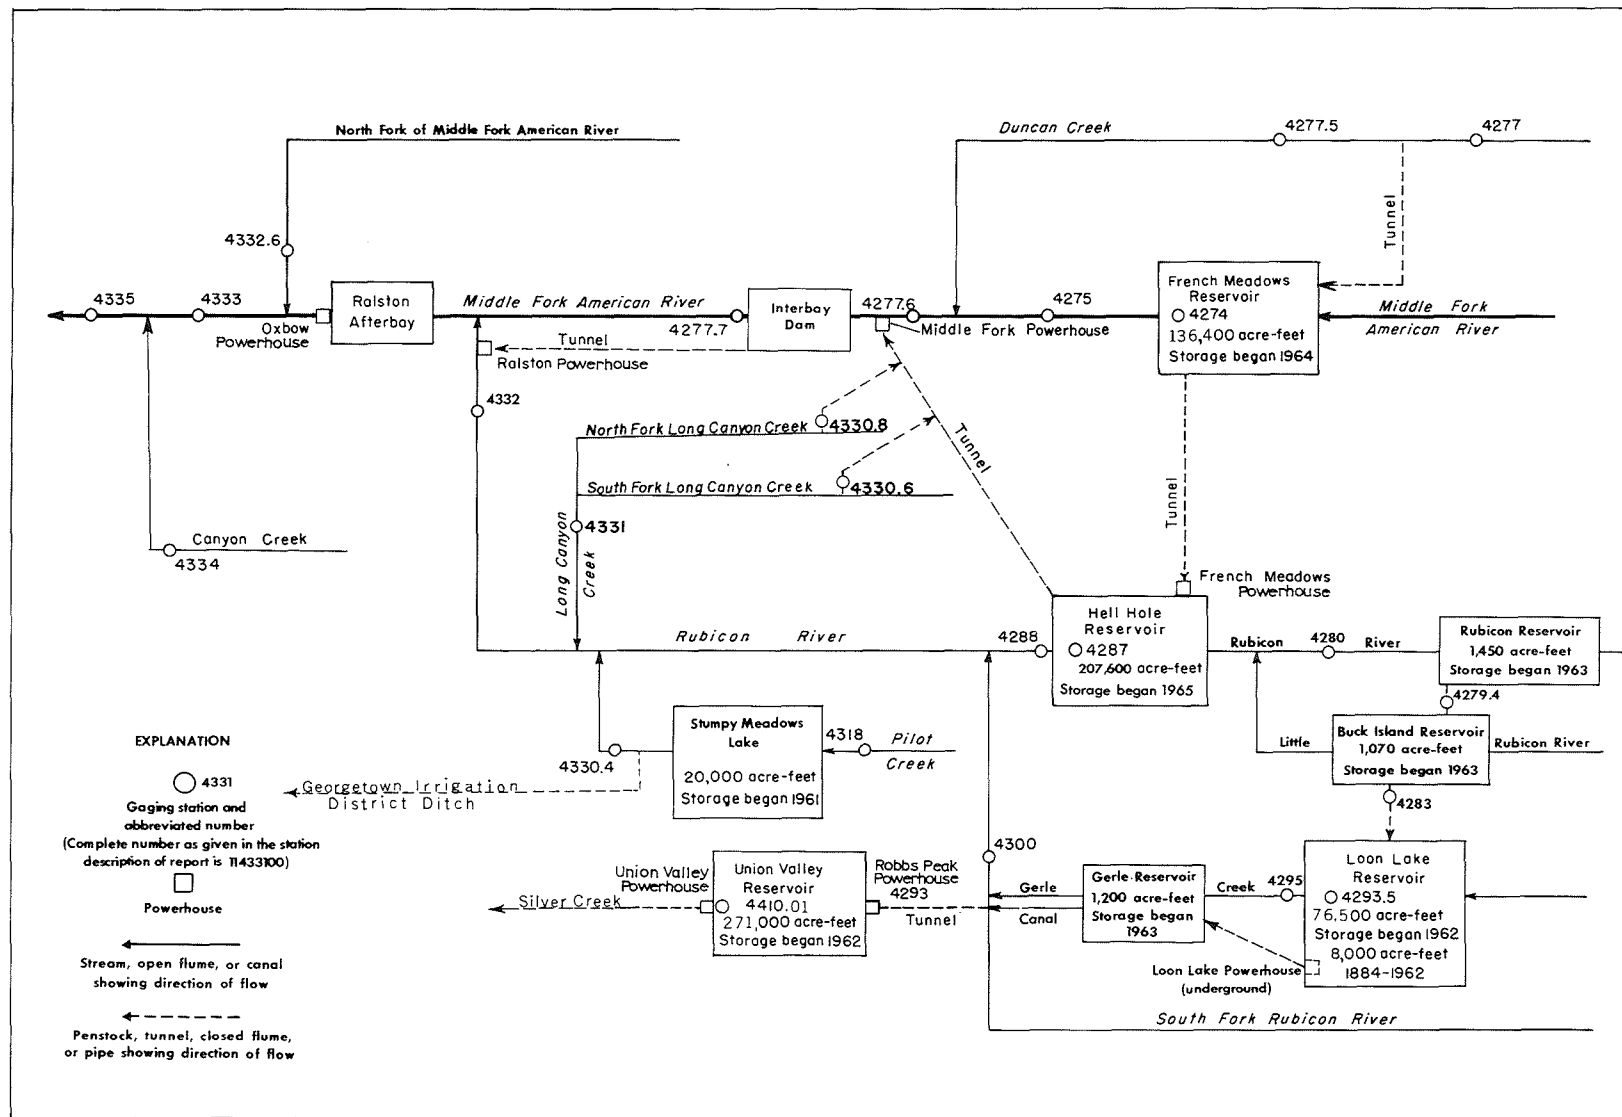 North Fork of Middle Fork American River
Duncan Creek
4277.5
4277
Tunnel
4332.6
4335
4333
Oxbow
Powerhouse
Ralston
Afterbay
Middle Fork American River
4277.7
Tunnel
Ralston Powerhouse
Interbay
Dam
4277.6
Middle Fork Powerhouse
4275
French Meadows
Reservoir
4274
136,400 acre-feet
Storage began 1964
Middle Fork
American River
4332
North Fork Long Canyon Creek
4330.8
South Fork Long Canyon Creek
4330.6
Tunnel
Tunnel
4331
Long Canyon
Creek
Canyon Creek
4334
French Meadows
Powerhouse
Rubicon River
4288
Hell Hole
Reservoir
4287
207,600 acre-feet
Storage began 1965
Rubicon
4280
River
Rubicon Reservoir
1,450 acre-feet
Storage began 1963
4279.4
Little
Buck Island Reservoir
1,070 acre-feet
Storage began 1963
Rubicon River
4283
Stumpy Meadows
Lake
20,000 acre-feet
Storage began 1961
4318
Pilot
Creek
4330.4
Georgetown Irrigation
District Ditch
4300
Union Valley
Powerhouse
Silver Creek
Union Valley
Reservoir
4410.01
271,000 acre-feet
Storage began 1962
Robbs Peak
Powerhouse
4293
Tunnel
Gerle
Canal
Gerle Reservoir
1,200 acre-feet
Storage began
1963
Creek
4295
Loon Lake
Reservoir
4293.5
76,500 acre-feet
Storage began 1962
8,000 acre-feet
1884-1962
Loon Lake Powerhouse
(underground)
South Fork Rubicon River
EXPLANATION
4331
Gaging station and
abbreviated number
(Complete number as given in the station
description of report is 11433100)
Powerhouse
Stream, open flume, or canal
showing direction of flow
Penstock, tunnel, closed flume,
or pipe showing direction of flow